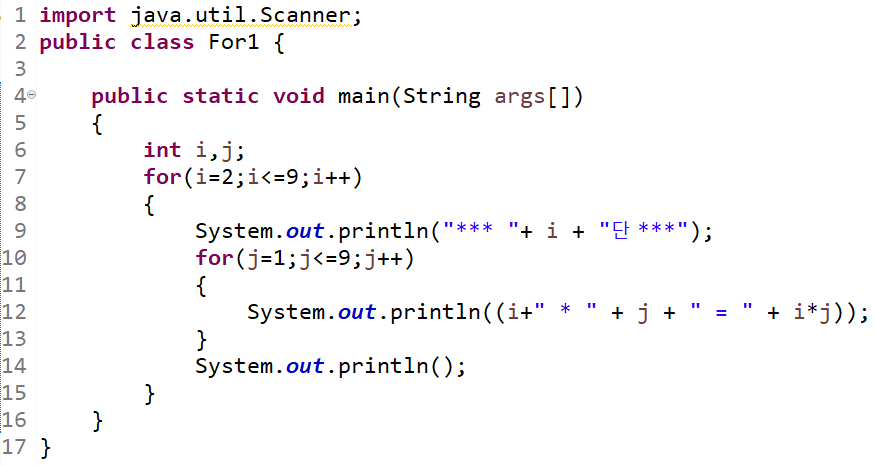 1 import java.util.Scanner;
2 public class For1 {
3
4     public static void main(String args[])
5     {
6         int i,j;
7         for(i=2;i<=9;i++)
8         {
9             System.out.println("*** "+ i + "단 ***");
10             for(j=1;j<=9;j++)
11             {
12                 System.out.println((i+" * " + j + " = " + i*j));
13             }
14             System.out.println();
15         }
16     }
17 }